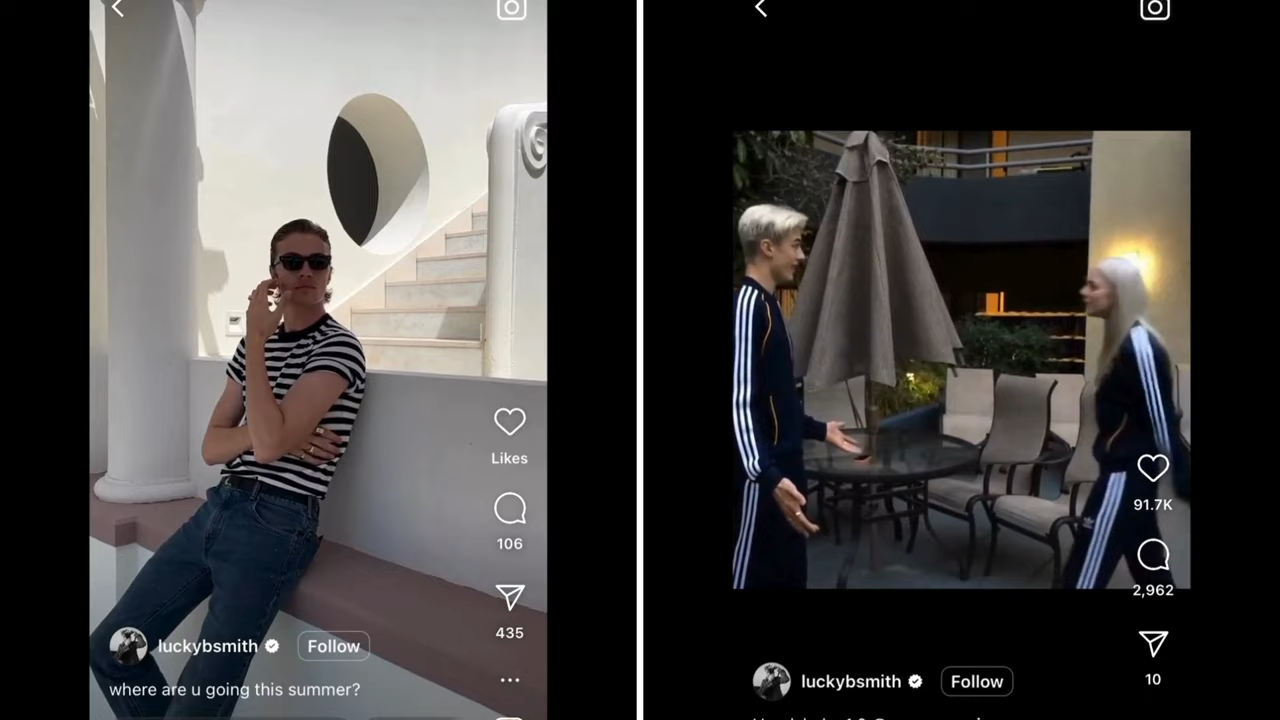 Likes
106
435
luckybsmith
Follow
where are u going this summer?
91.7K
2,962
luckybsmith
Follow
10